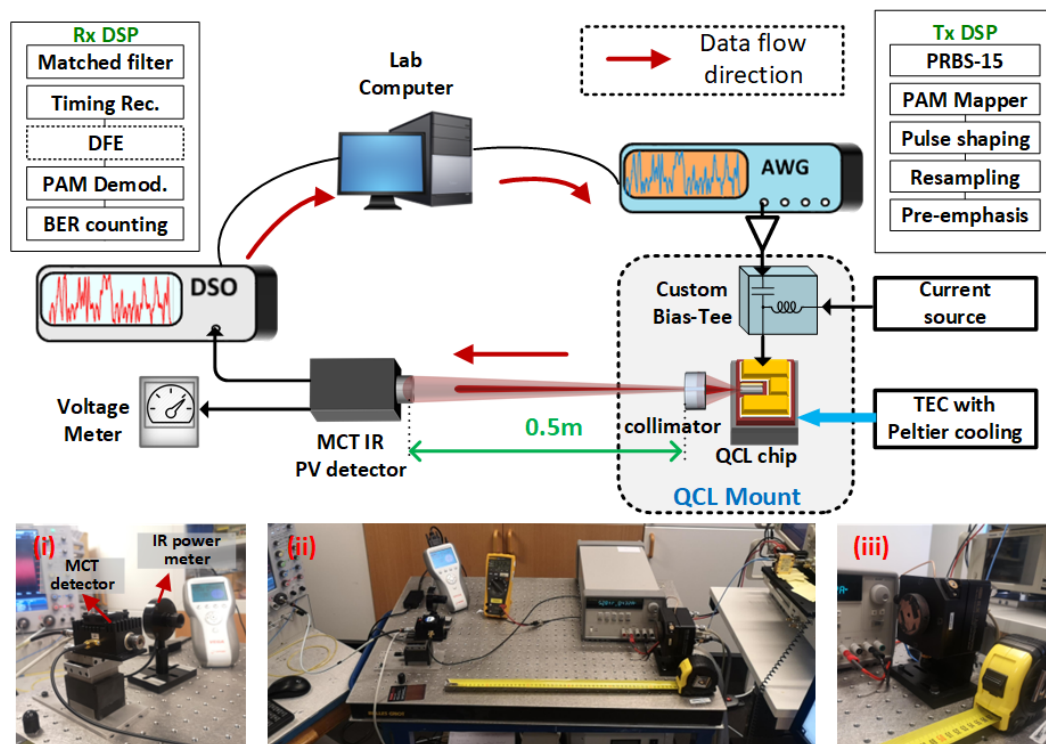 Rx DSP
Matched filter
Timing Rec.
DFE
PAM Demod.
BER counting
Lab
Computer
Data flow
direction
Tx DSP
PRBS-15
PAM Mapper
Pulse shaping
Resampling
Pre-emphasis
AWG
DSO
Custom
Bias-Tee
Current
source
Voltage
Meter
MCT IR
PV detector
0.5m
collimator
QCL chip
TEC with
Peltier cooling
QCL Mount
(i)
IR power
meter
MCT
detector
(ii)
(iii)